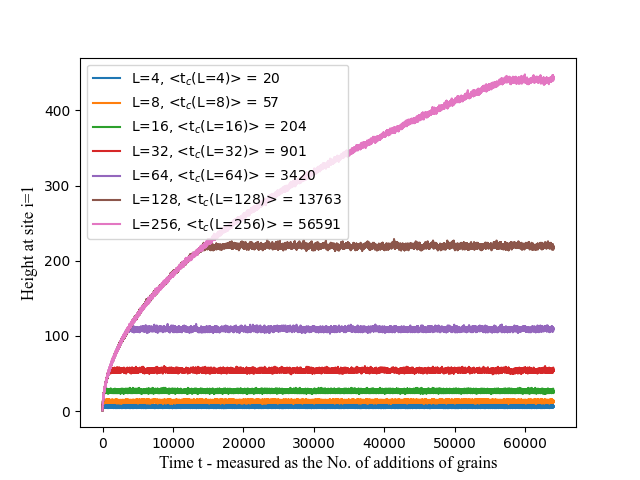 L=4, <t_c(L=4)> = 20
L=8, <t_c(L=8)> = 57
L=16, <t_c(L=16)> = 204
L=32, <t_c(L=32)> = 901
L=64, <t_c(L=64)> = 3420
L=128, <t_c(L=128)> = 13763
L=256, <t_c(L=256)> = 56591
Height at site i=1
400
300
200
100
0
0 10000 20000 30000 40000 50000 60000
Time t - measured as the No. of additions of grains